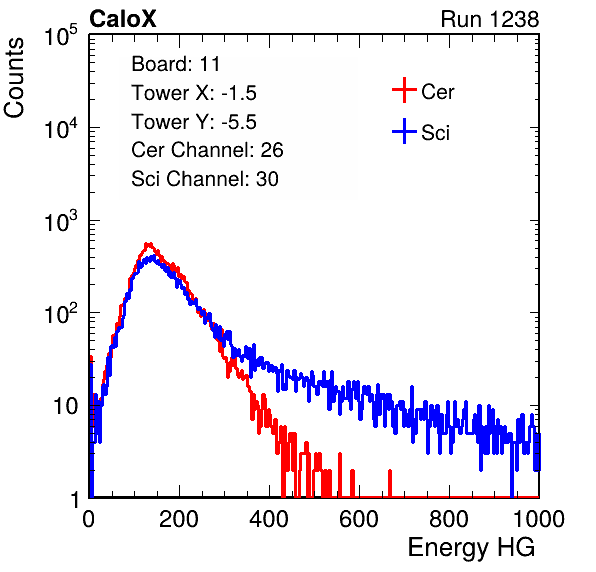 CaloX Run 1238
Counts
10^5
10^4
10^3
10^2
10
1
Board: 11
Tower X: -1.5
Tower Y: -5.5
Cer Channel: 26
Sci Channel: 30
Cer
Sci
0 200 400 600 800 1000
Energy HG